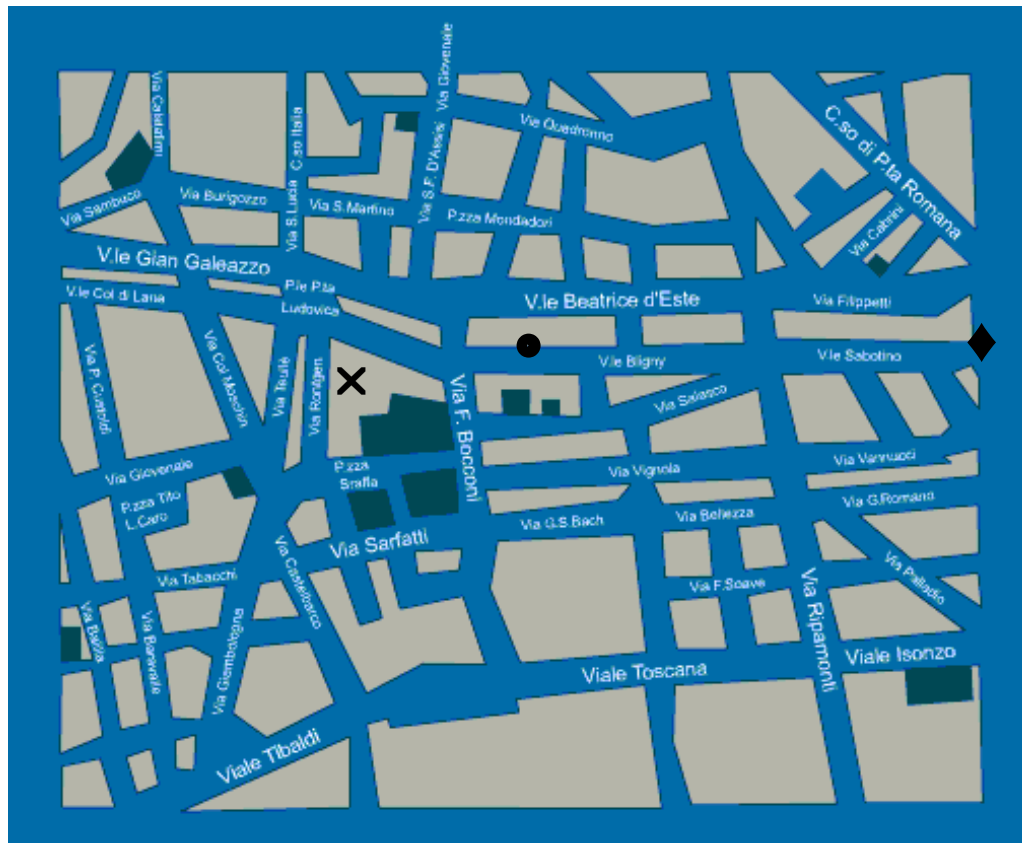 Via Giovenale
Via Calatafimi
C.so Italia
Via Quadronno
C.so di P.ta Romana
Via S.F. D'Assisi
Via Sambuco
Via Burigozzo
Via S.Lucia
Via S.Martino
P.zza Mondadori
Via Cabrini
V.le Gian Galeazzo
V.le Col di Lana
P.le P.ta
Ludovica
V.le Beatrice d'Este
Via Filippetti
Via P. Custodi
Via Col Moschin
Via Teulié
Via Rontgen
V.le Bligny
V.le Sabotino
Via F. Bocconi
Via Salasco
Via Giovenale
P.zza
Sraffa
Via Vignola
Via Vannucci
P.zza Tito
L.Caro
Via G.S.Bach
Via Bellezza
Via G.Romano
Via Sarfatti
Via Castelbarco
Via Tabacchi
Via F.Soave
Via Palladio
Via Balilla
Via Bordighera
Via Giambologna
Via Ripamonti
Viale Toscana
Viale Isonzo
Viale Tibaldi